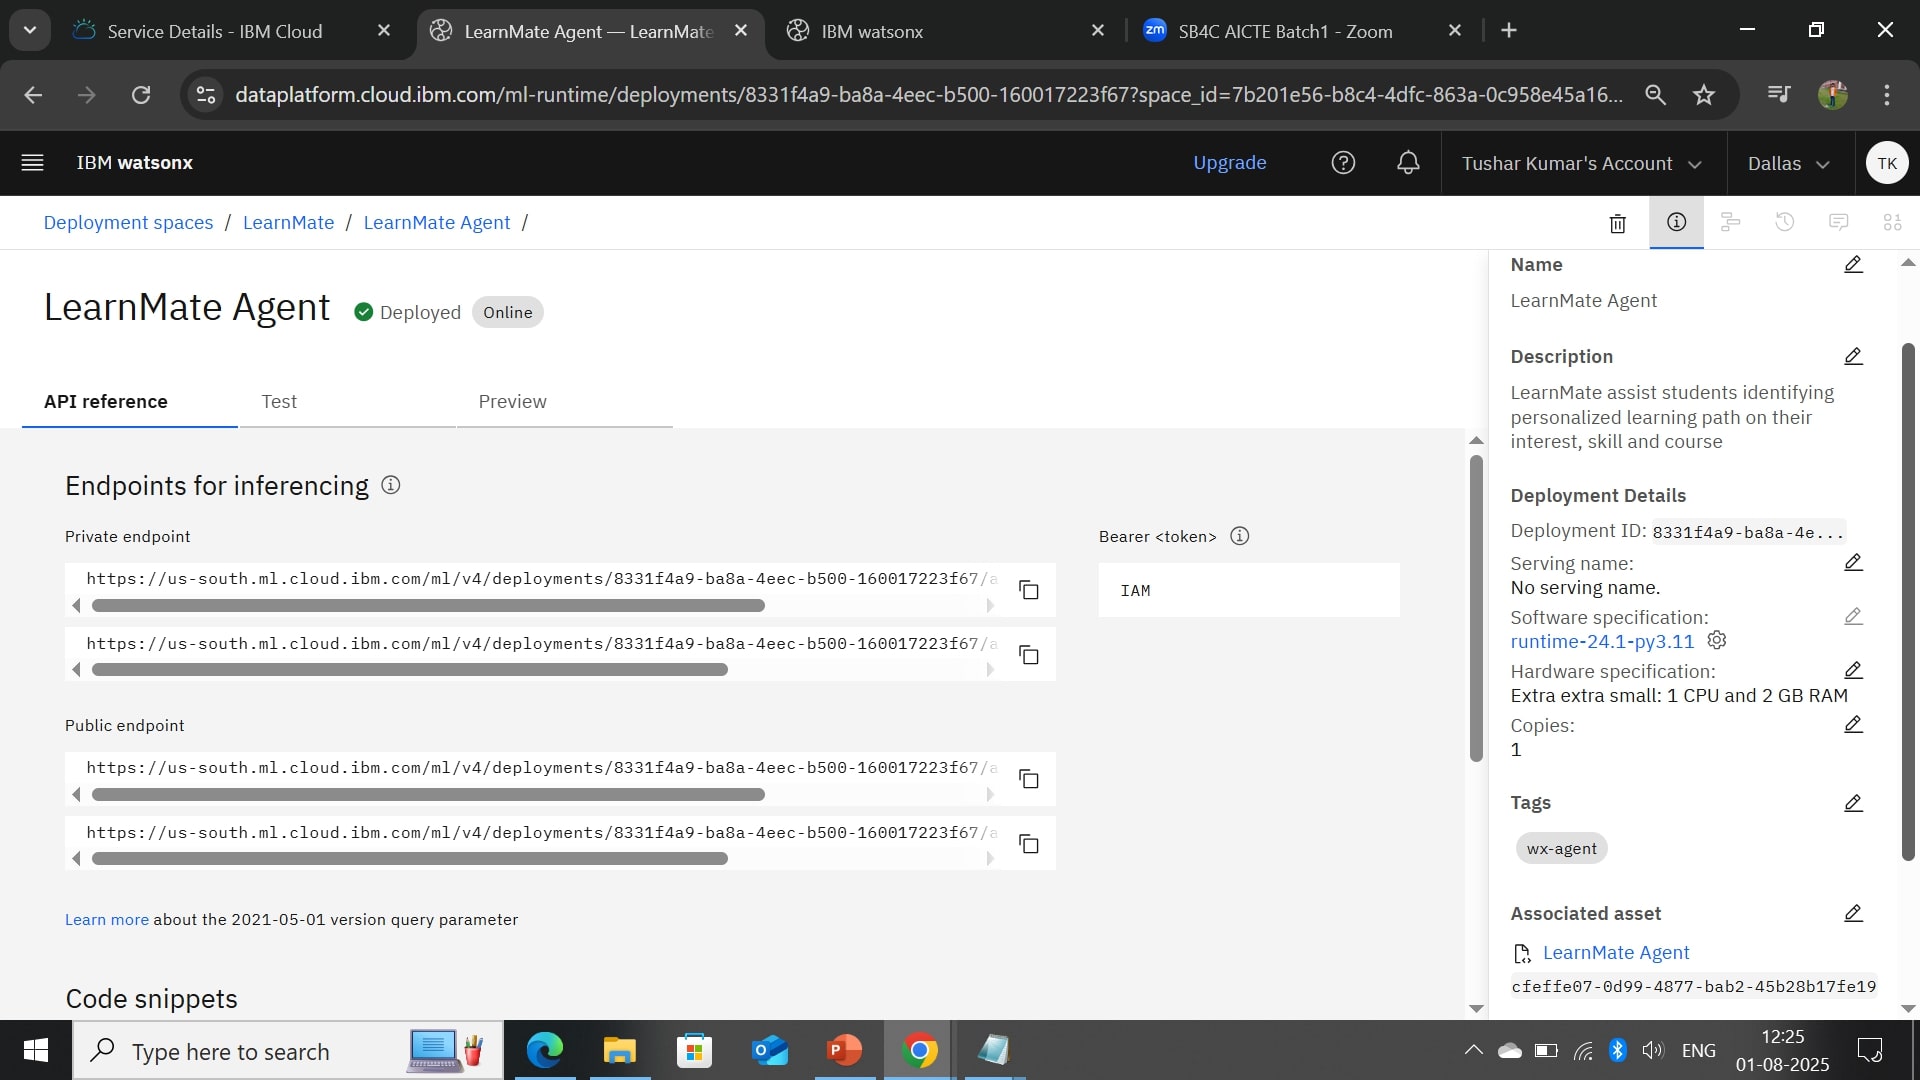 Service Details - IBM Cloud
LearnMate Agent — LearnMate
IBM watsonx
zm SB4C AICTE Batch1 - Zoom
dataplatform.cloud.ibm.com/ml-runtime/deployments/8331f4a9-ba8a-4eec-b500-160017223f67?space_id=7b201e56-b8c4-4dfc-863a-0c958e45a16...
IBM watsonx
Upgrade
Tushar Kumar's Account
Dallas
TK
Deployment spaces / LearnMate / LearnMate Agent /
LearnMate Agent
Deployed
Online
API reference
Test
Preview
Endpoints for inferencing
Private endpoint
https://us-south.ml.cloud.ibm.com/ml/v4/deployments/8331f4a9-ba8a-4eec-b500-160017223f67/a
https://us-south.ml.cloud.ibm.com/ml/v4/deployments/8331f4a9-ba8a-4eec-b500-160017223f67/a
Bearer <token>
IAM
Public endpoint
https://us-south.ml.cloud.ibm.com/ml/v4/deployments/8331f4a9-ba8a-4eec-b500-160017223f67/a
https://us-south.ml.cloud.ibm.com/ml/v4/deployments/8331f4a9-ba8a-4eec-b500-160017223f67/a
Learn more about the 2021-05-01 version query parameter
Code snippets
Name
LearnMate Agent
Description
LearnMate assist students identifying
personalized learning path on their
interest, skill and course
Deployment Details
Deployment ID: 8331f4a9-ba8a-4e...
Serving name:
No serving name.
Software specification:
runtime-24.1-py3.11
Hardware specification:
Extra extra small: 1 CPU and 2 GB RAM
Copies:
1
Tags
wx-agent
Associated asset
LearnMate Agent
cfeffe07-0d99-4877-bab2-45b28b17fe19
Type here to search
ENG
12:25
01-08-2025